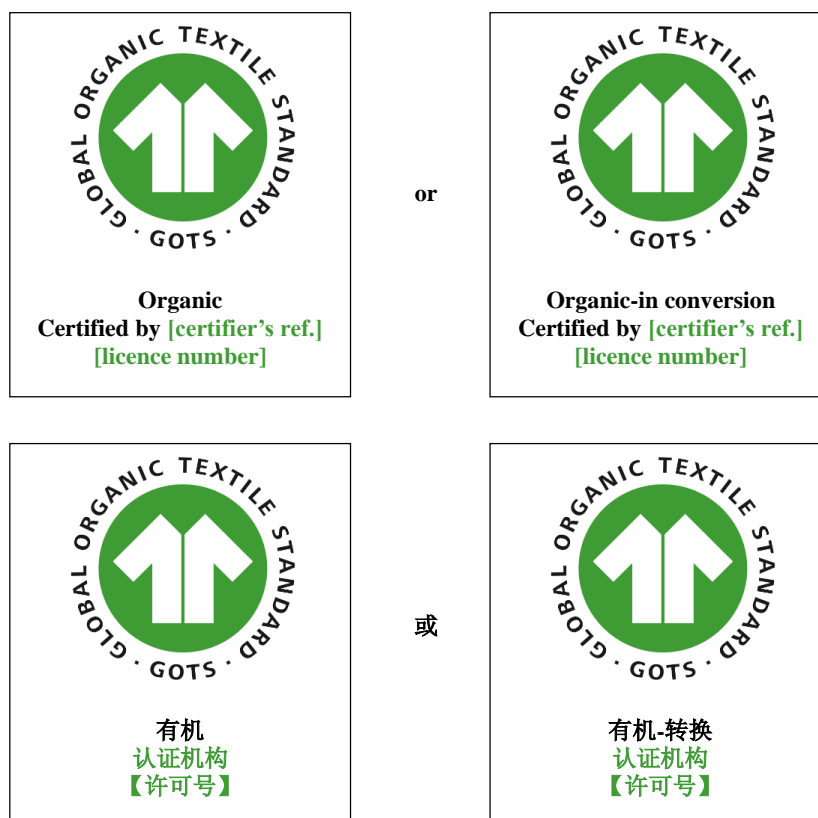 GLOBAL ORGANIC TEXTILE STANDARD · GOTS ·
Organic
Certified by [certifier’s ref.]
[licence number]
or
GLOBAL ORGANIC TEXTILE STANDARD · GOTS ·
Organic-in conversion
Certified by [certifier’s ref.]
[licence number]
GLOBAL ORGANIC TEXTILE STANDARD · GOTS ·
有机
认证机构
【许可号】
或
GLOBAL ORGANIC TEXTILE STANDARD · GOTS ·
有机-转换
认证机构
【许可号】